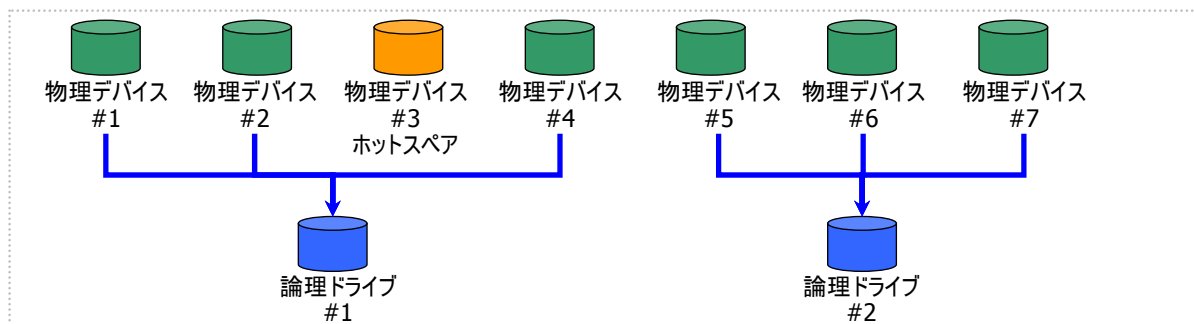 物理デバイス
#1
物理デバイス
#2
物理デバイス
#3
ホットスペア
物理デバイス
#4
物理デバイス
#5
物理デバイス
#6
物理デバイス
#7
論理ドライブ
#1
論理ドライブ
#2